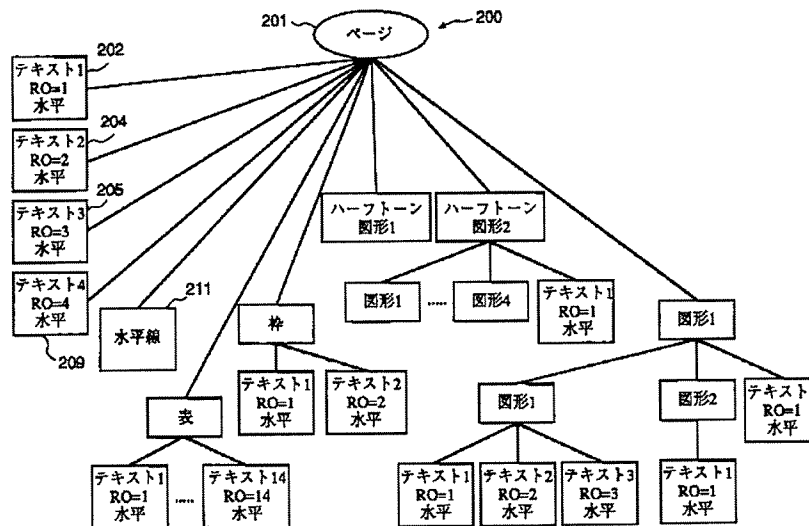 201
ページ
200
202
テキスト1
RO=1
水平
204
テキスト2
RO=2
水平
205
テキスト3
RO=3
水平
テキスト4
RO=4
水平
209
211
水平線
ハーフトーン
図形1
ハーフトーン
図形2
図形1
.....
図形4
テキスト1
RO=1
水平
枠
テキスト1
RO=1
水平
テキスト2
RO=2
水平
表
テキスト1
RO=1
水平
.....
テキスト14
RO=14
水平
図形1
図形1
図形2
テキスト
RO=1
水平
テキスト1
RO=1
水平
テキスト2
RO=2
水平
テキスト3
RO=3
水平
テキスト1
RO=1
水平